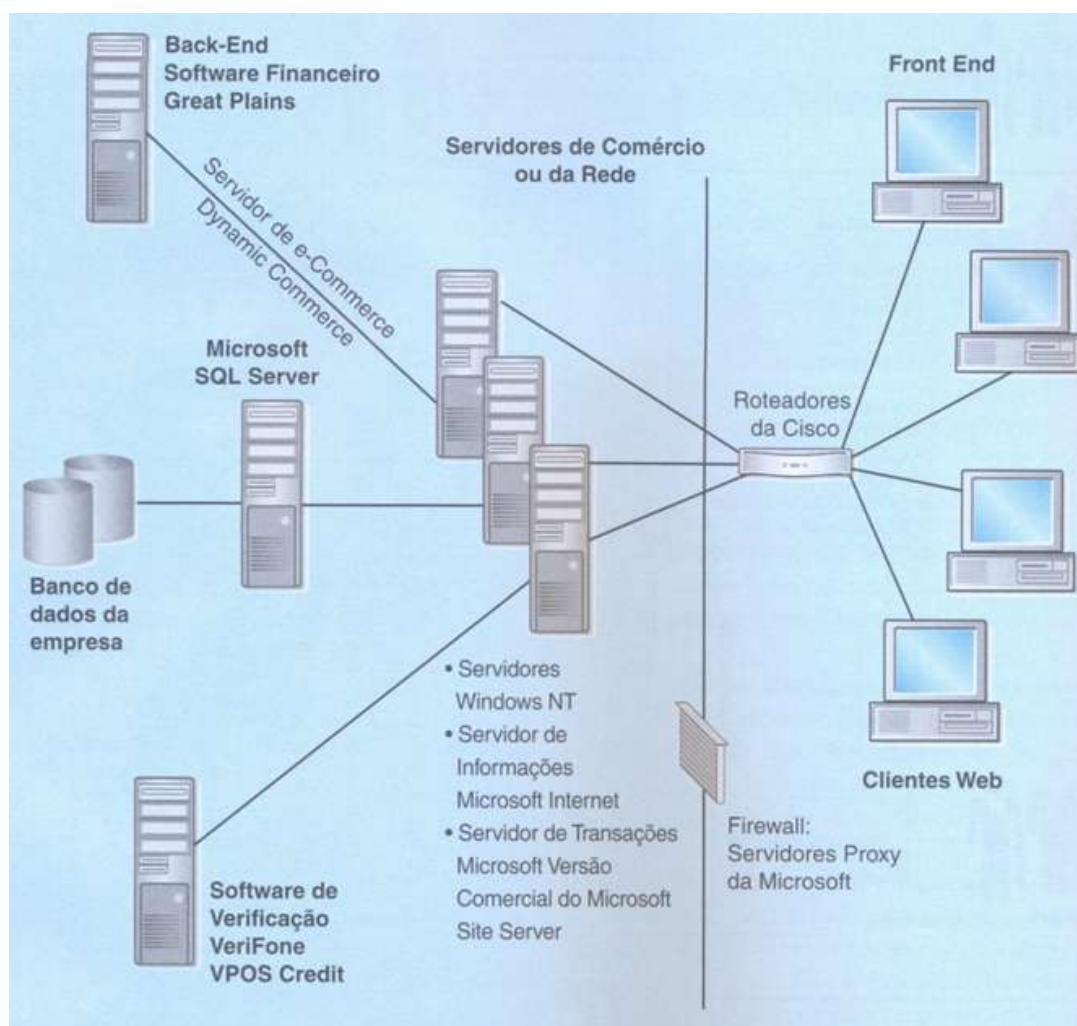 Back-End
Software Financeiro
Great Plains
Front End
Servidores de Comércio
ou da Rede
Servidor de e-Commerce
Dynamic Commerce
Microsoft
SQL Server
Roteadores
da Cisco
Banco de
dados da
empresa
• Servidores
Windows NT
• Servidor de
Informações
Microsoft Internet
• Servidor de Transações
Microsoft Versão
Comercial do Microsoft
Site Server
Clientes Web
Firewall:
Servidores Proxy
da Microsoft
Software de
Verificação
VeriFone
VPOS Credit